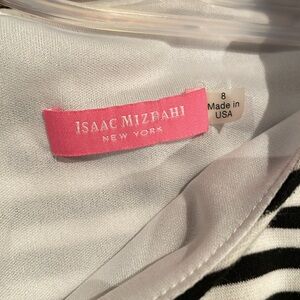 ISAAC MIZRAHI
NEW YORK
8
Made in
USA